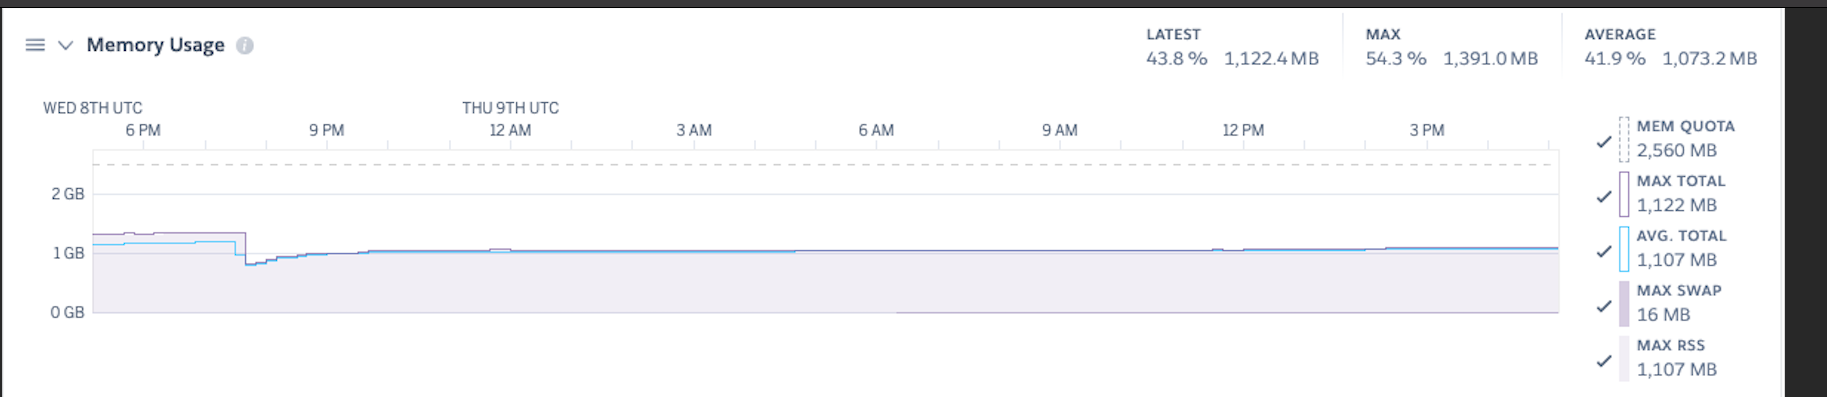 Memory Usage i
LATEST
43.8 % 1,122.4 MB
MAX
54.3 % 1,391.0 MB
AVERAGE
41.9 % 1,073.2 MB
WED 8TH UTC THU 9TH UTC
6 PM 9 PM 12 AM 3 AM 6 AM 9 AM 12 PM 3 PM
2 GB
1 GB
0 GB
MEM QUOTA
2,560 MB
MAX TOTAL
1,122 MB
AVG. TOTAL
1,107 MB
MAX SWAP
16 MB
MAX RSS
1,107 MB